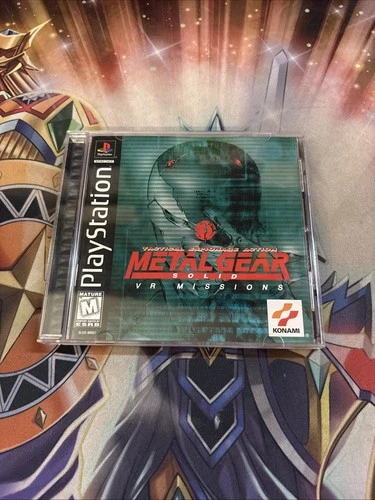 PlayStation
TACTICAL ESPIONAGE ACTION
METAL GEAR
SOLID
VR MISSIONS
MATURE
M
ESRB
KONAMI